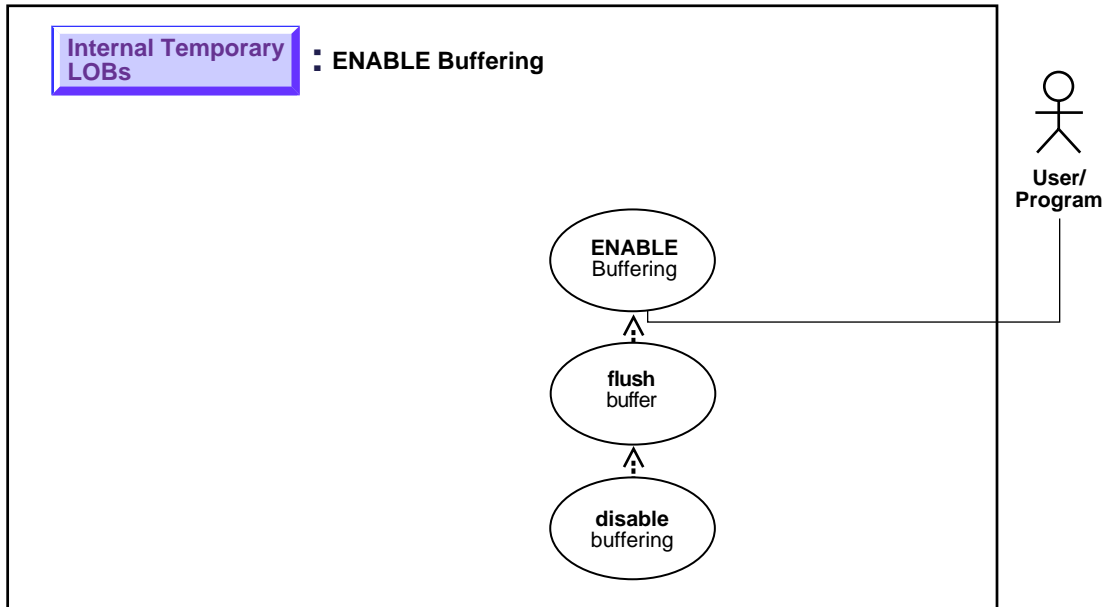 Internal Temporary
LOBs
: ENABLE Buffering
User/
Program
ENABLE
Buffering
flush
buffer
disable
buffering